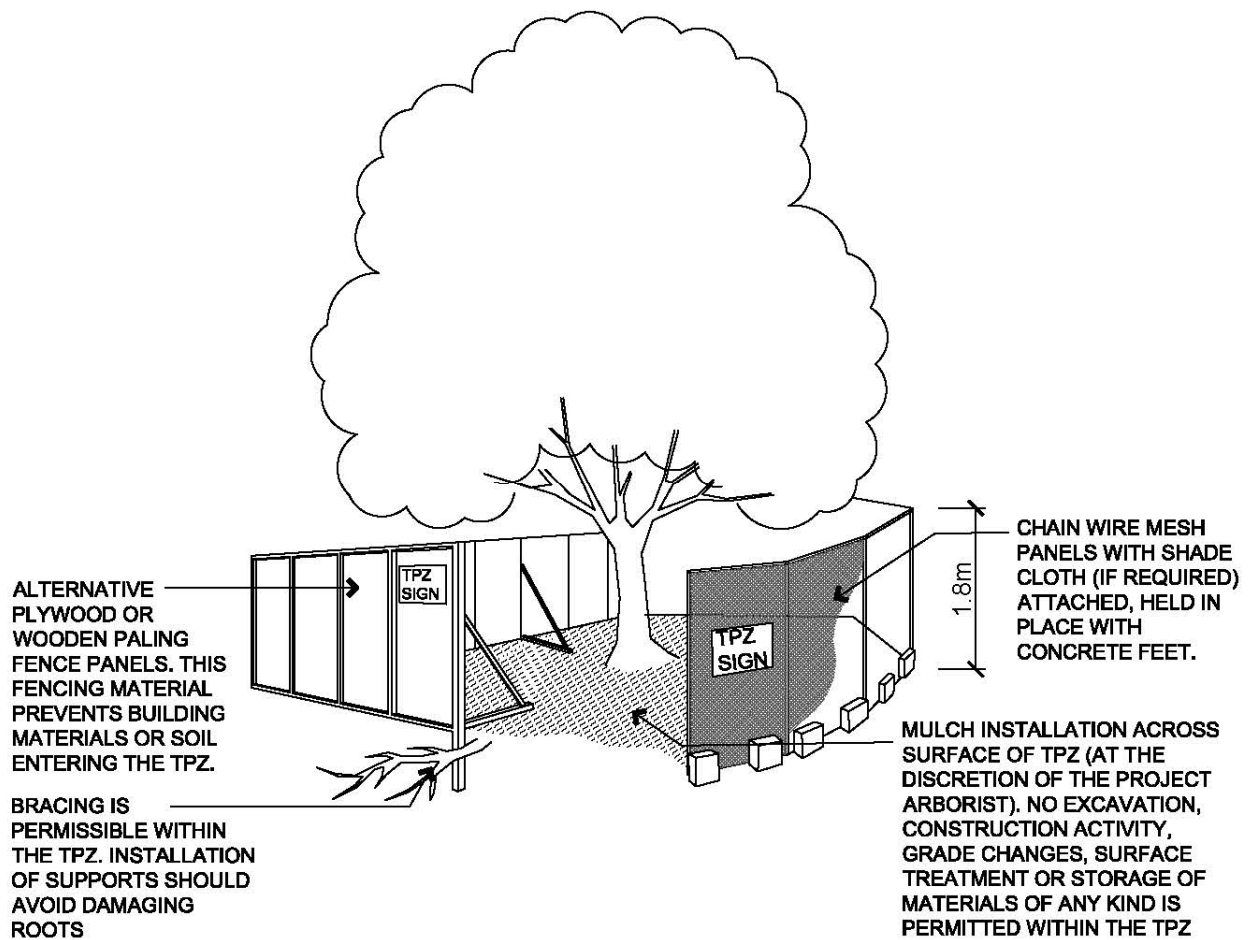 TPZ
SIGN
ALTERNATIVE
PLYWOOD OR
WOODEN PALING
FENCE PANELS. THIS
FENCING MATERIAL
PREVENTS BUILDING
MATERIALS OR SOIL
ENTERING THE TPZ.
BRACING IS
PERMISSIBLE WITHIN
THE TPZ. INSTALLATION
OF SUPPORTS SHOULD
AVOID DAMAGING
ROOTS
TPZ
SIGN
1.8m
CHAIN WIRE MESH
PANELS WITH SHADE
CLOTH (IF REQUIRED)
ATTACHED, HELD IN
PLACE WITH
CONCRETE FEET.
MULCH INSTALLATION ACROSS
SURFACE OF TPZ (AT THE
DISCRETION OF THE PROJECT
ARBORIST). NO EXCAVATION,
CONSTRUCTION ACTIVITY,
GRADE CHANGES, SURFACE
TREATMENT OR STORAGE OF
MATERIALS OF ANY KIND IS
PERMITTED WITHIN THE TPZ